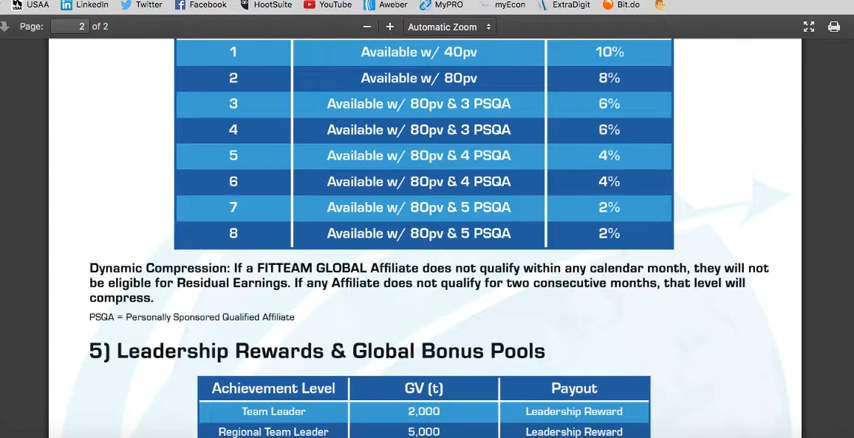 USAA LinkedIn Twitter Facebook HootSuite YouTube Aweber MyPRO myEcon ExtraDigit Bit.do
Page: 2 of 2 − + Automatic Zoom
1 Available w/ 40pv 10%
2 Available w/ 80pv 8%
3 Available w/ 80pv & 3 PSQA 6%
4 Available w/ 80pv & 3 PSQA 6%
5 Available w/ 80pv & 4 PSQA 4%
6 Available w/ 80pv & 4 PSQA 4%
7 Available w/ 80pv & 5 PSQA 2%
8 Available w/ 80pv & 5 PSQA 2%
Dynamic Compression: If a FITTEAM GLOBAL Affiliate does not qualify within any calendar month, they will not
be eligible for Residual Earnings. If any Affiliate does not qualify for two consecutive months, that level will
compress.
PSQA = Personally Sponsored Qualified Affiliate
5) Leadership Rewards & Global Bonus Pools
Achievement Level GV (t) Payout
Team Leader 2,000 Leadership Reward
Regional Team Leader 5,000 Leadership Reward